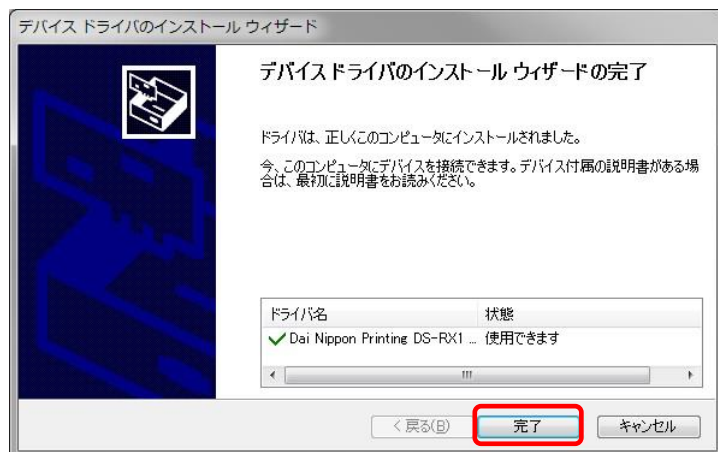 デバイス ドライバのインストール ウィザード
デバイス ドライバのインストール ウィザードの完了
ドライバは、正しくこのコンピュータにインストールされました。
今、このコンピュータにデバイスを接続できます。デバイス付属の説明書がある場
合は、最初に説明書をお読みください。
ドライバ名 状態
Dai Nippon Printing DS-RX1 ... 使用できます
< 戻る(B) 完了 キャンセル